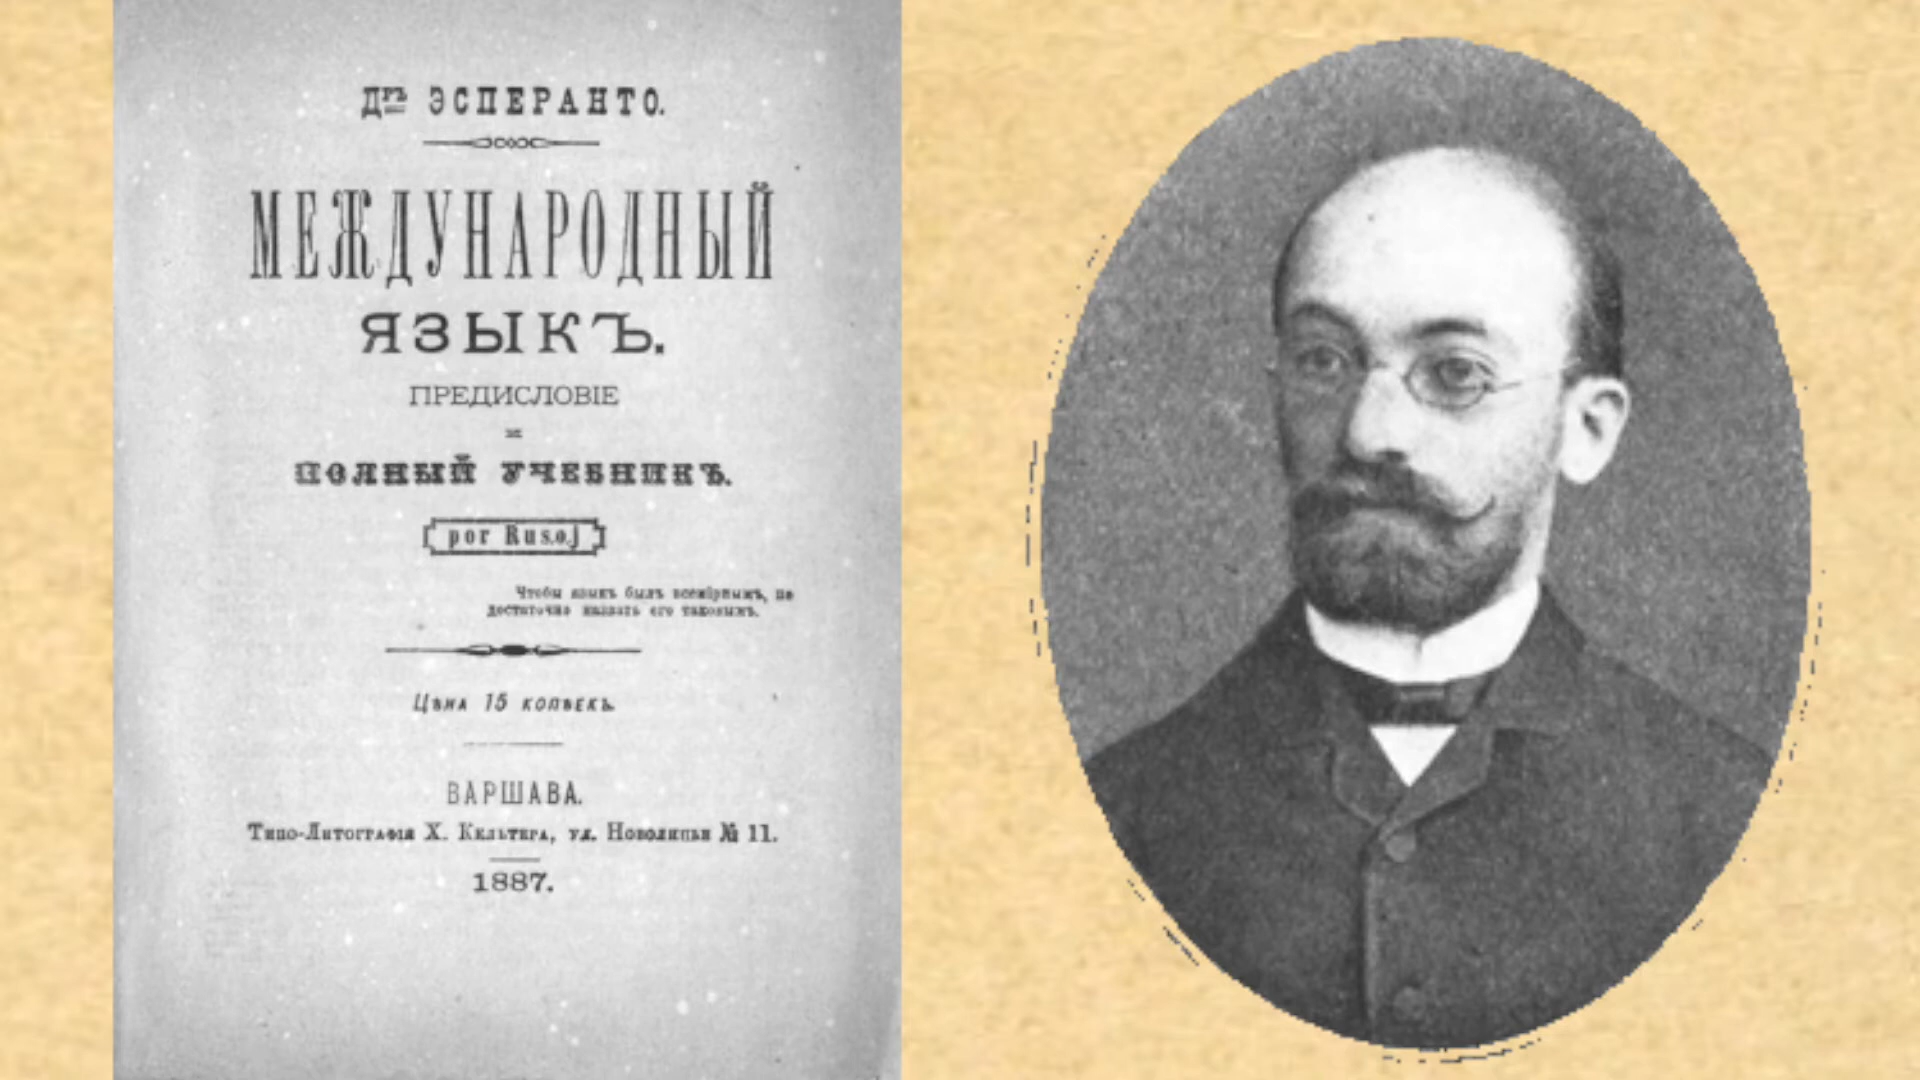 Дръ ЭСПЕРАНТО.
МЕЖДУНАРОДНЫЙ
ЯЗЫКЪ.
ПРЕДИСЛОВІЕ
и
ПОЛНЫЙ УЧЕБНИКЪ.
por Rus.o.j
Чтобы языкъ былъ всемірнымъ, не
достаточно назвать его таковымъ.
Цѣна 15 копѣекъ.
ВАРШАВА.
Типо-Литографія Х. Кельтера, ул. Новолипье № 11.
1887.